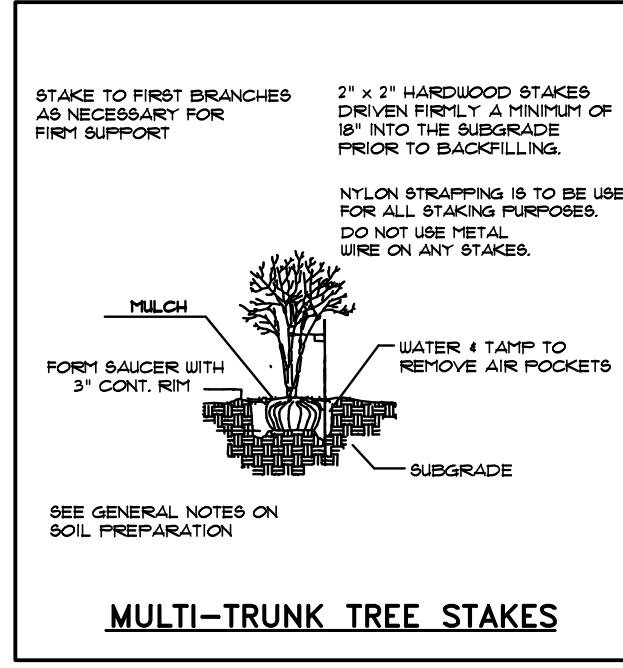 STAKE TO FIRST BRANCHES
AS NECESSARY FOR
FIRM SUPPORT
2" x 2" HARDWOOD STAKES
DRIVEN FIRMLY A MINIMUM OF
18" INTO THE SUBGRADE
PRIOR TO BACKFILLING.
NYLON STRAPPING IS TO BE USE
FOR ALL STAKING PURPOSES.
DO NOT USE METAL
WIRE ON ANY STAKES.
MULCH
WATER & TAMP TO
REMOVE AIR POCKETS
FORM SAUCER WITH
3" CONT. RIM
SUBGRADE
SEE GENERAL NOTES ON
SOIL PREPARATION
MULTI-TRUNK TREE STAKES